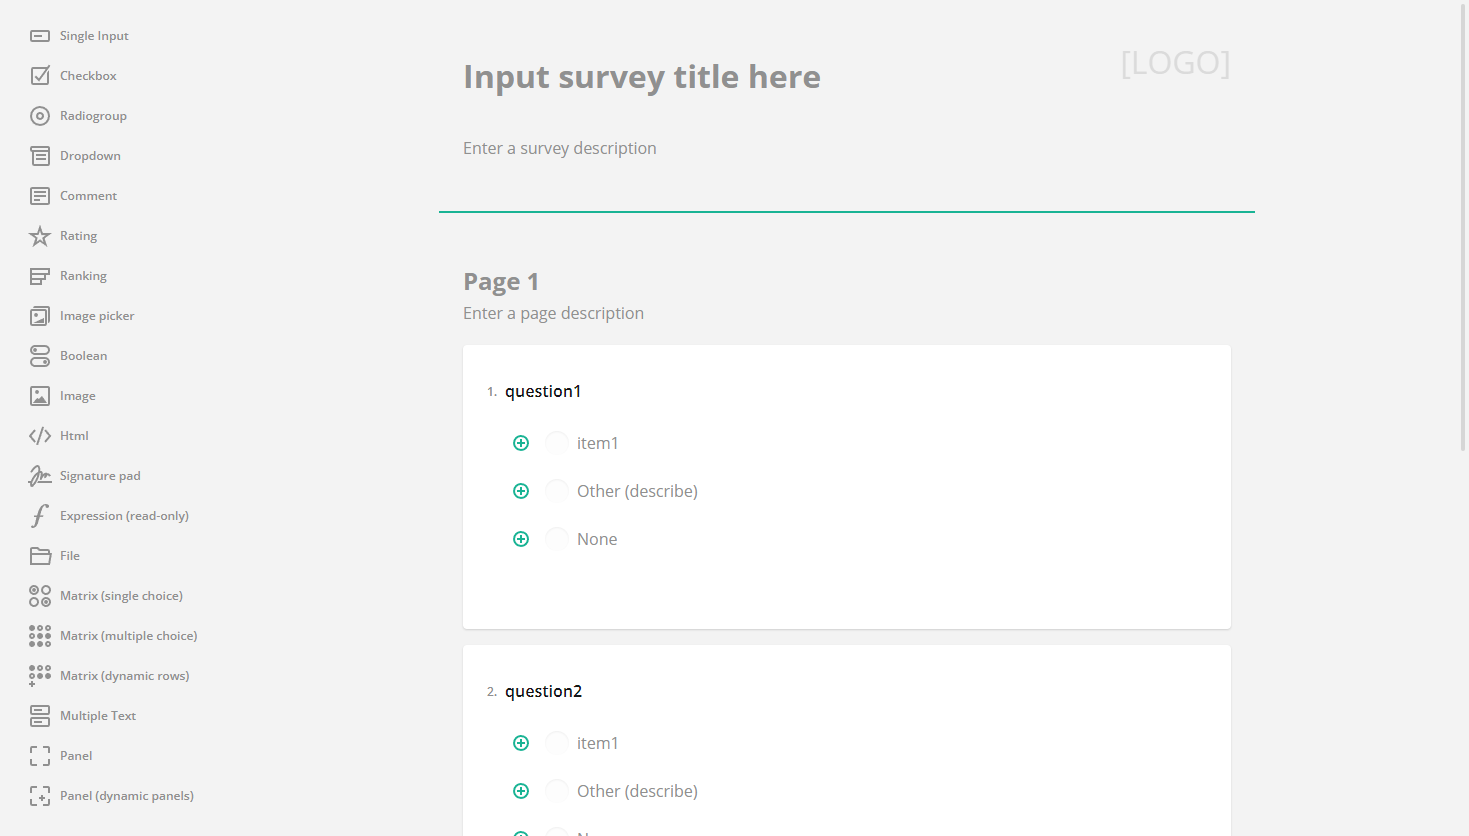 Single Input
Checkbox
Radiogroup
Dropdown
Comment
Rating
Ranking
Image picker
Boolean
Image
Html
Signature pad
Expression (read-only)
File
Matrix (single choice)
Matrix (multiple choice)
Matrix (dynamic rows)
Multiple Text
Panel
Panel (dynamic panels)
Input survey title here
[LOGO]
Enter a survey description
Page 1
Enter a page description
1. question1
item1
Other (describe)
None
2. question2
item1
Other (describe)